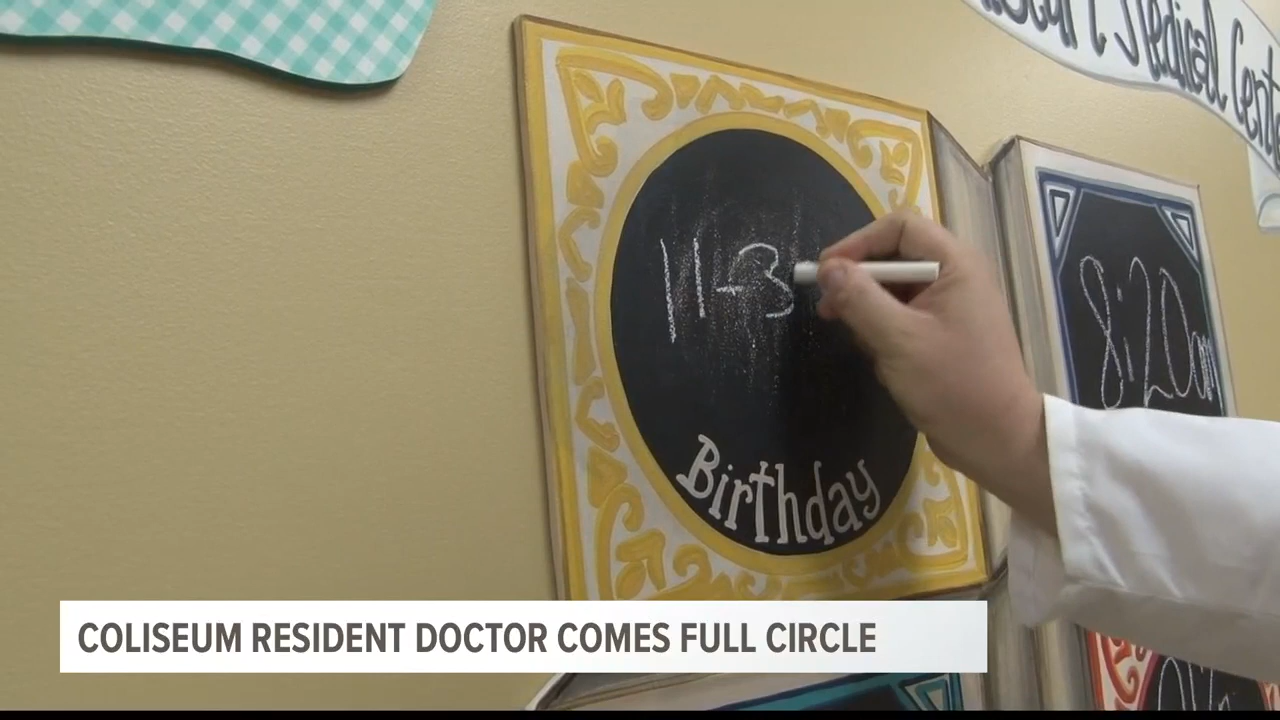 Medical Cente
11-3
8:20am
Birthday
COLISEUM RESIDENT DOCTOR COMES FULL CIRCLE